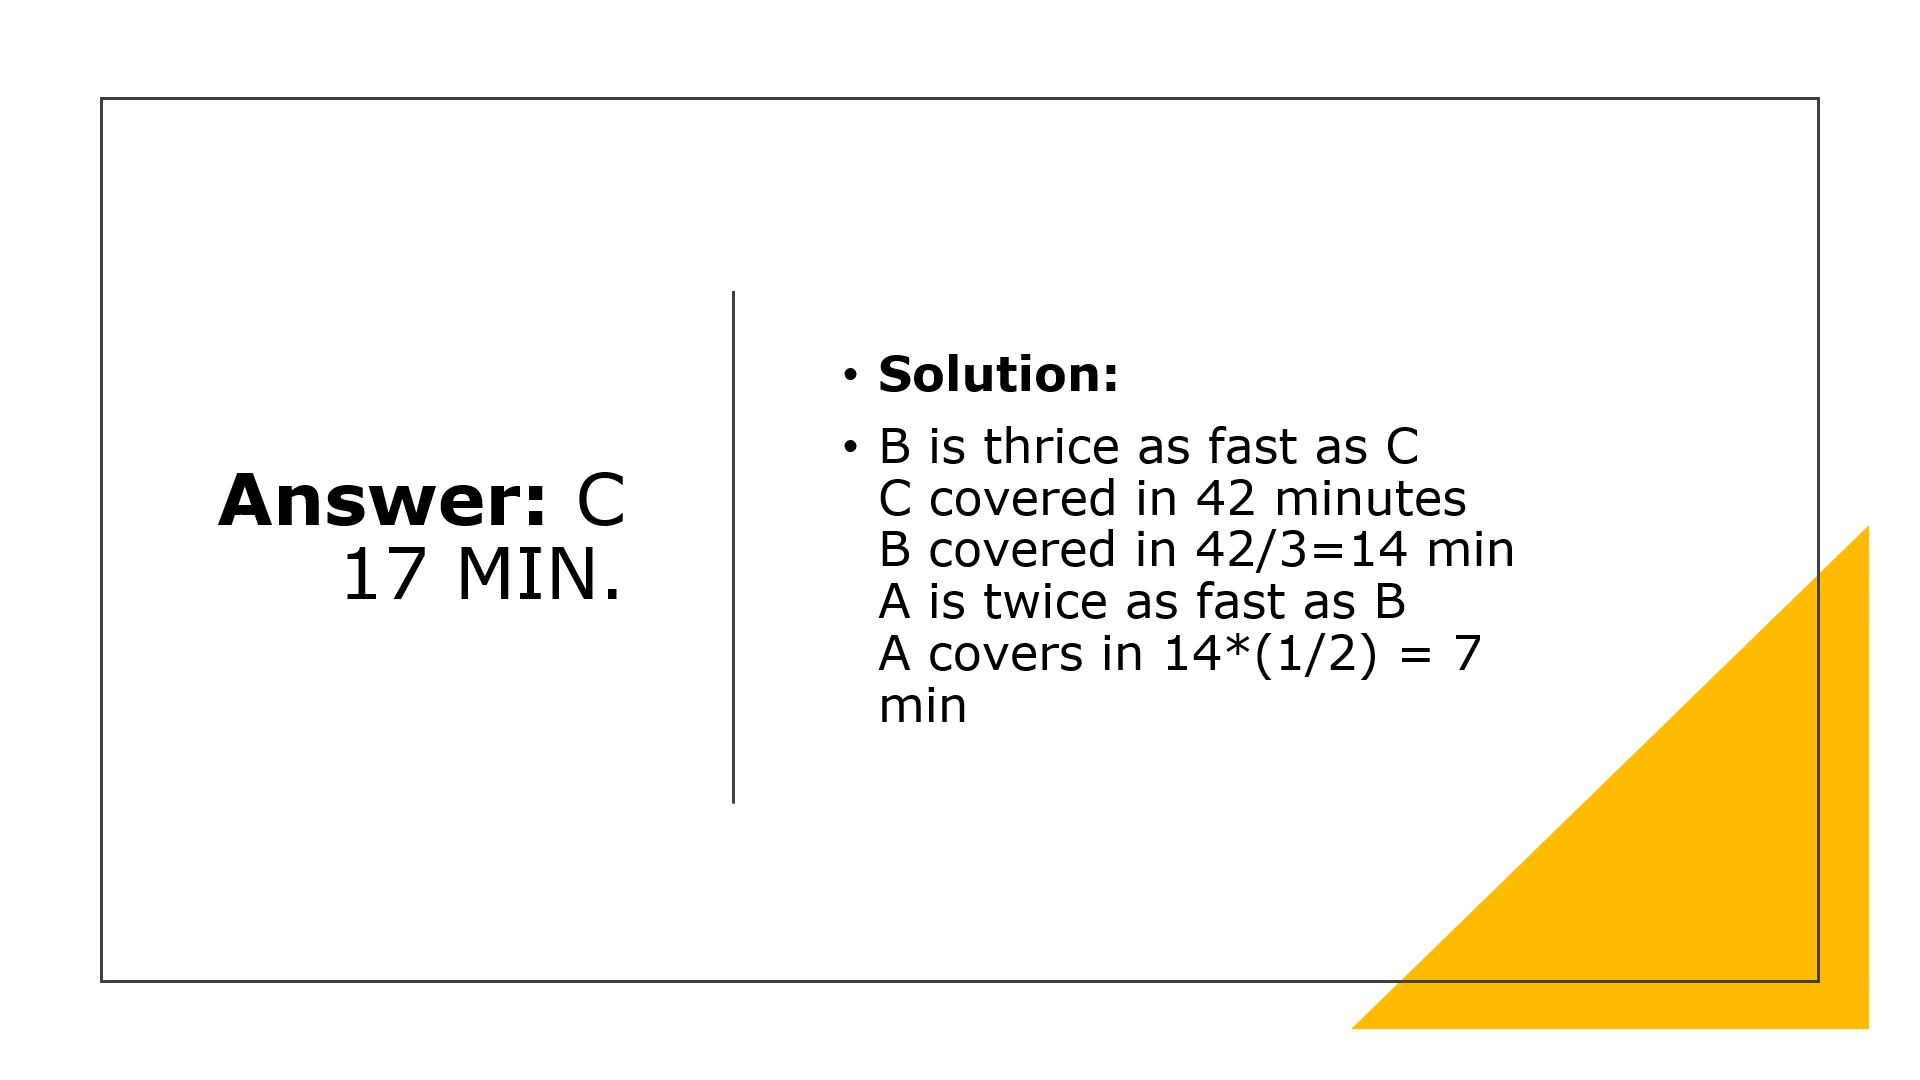 Answer: C
17 MIN.
• Solution:
• B is thrice as fast as C
C covered in 42 minutes
B covered in 42/3=14 min
A is twice as fast as B
A covers in 14*(1/2) = 7
min